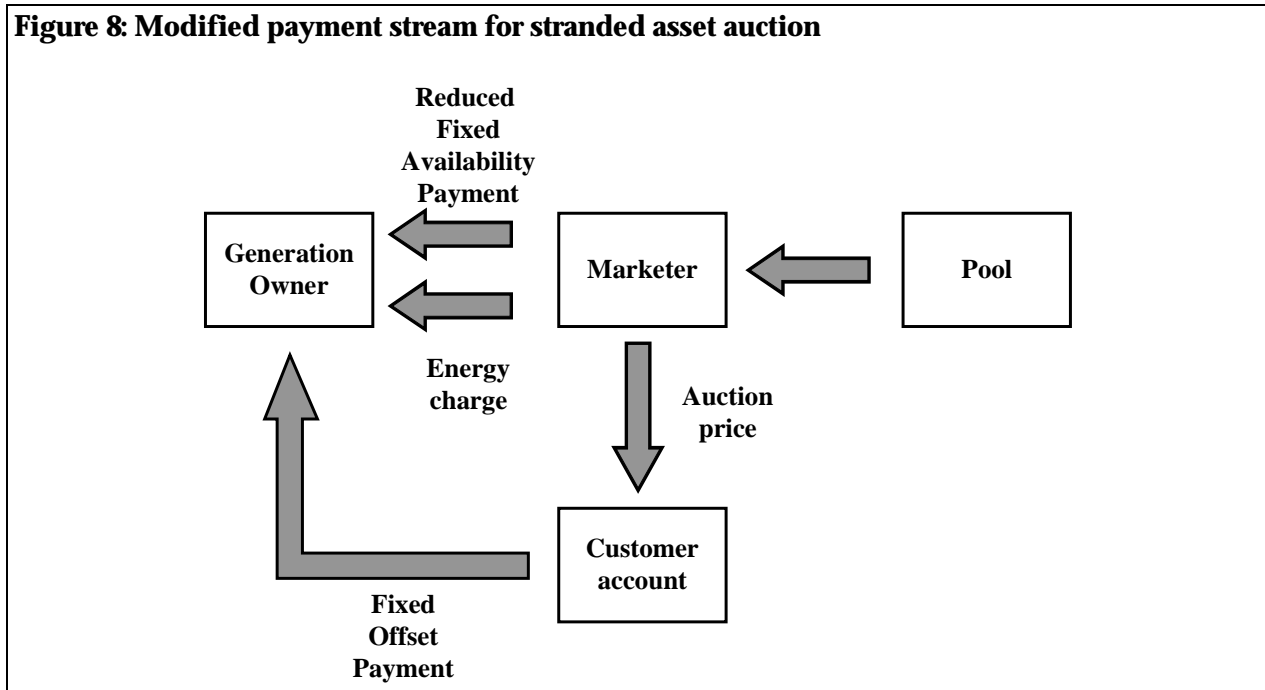 Figure 8: Modified payment stream for stranded asset auction
Reduced
Fixed
Availability
Payment
Generation
Owner
Marketer
Pool
Energy
charge
Auction
price
Customer
account
Fixed
Offset
Payment